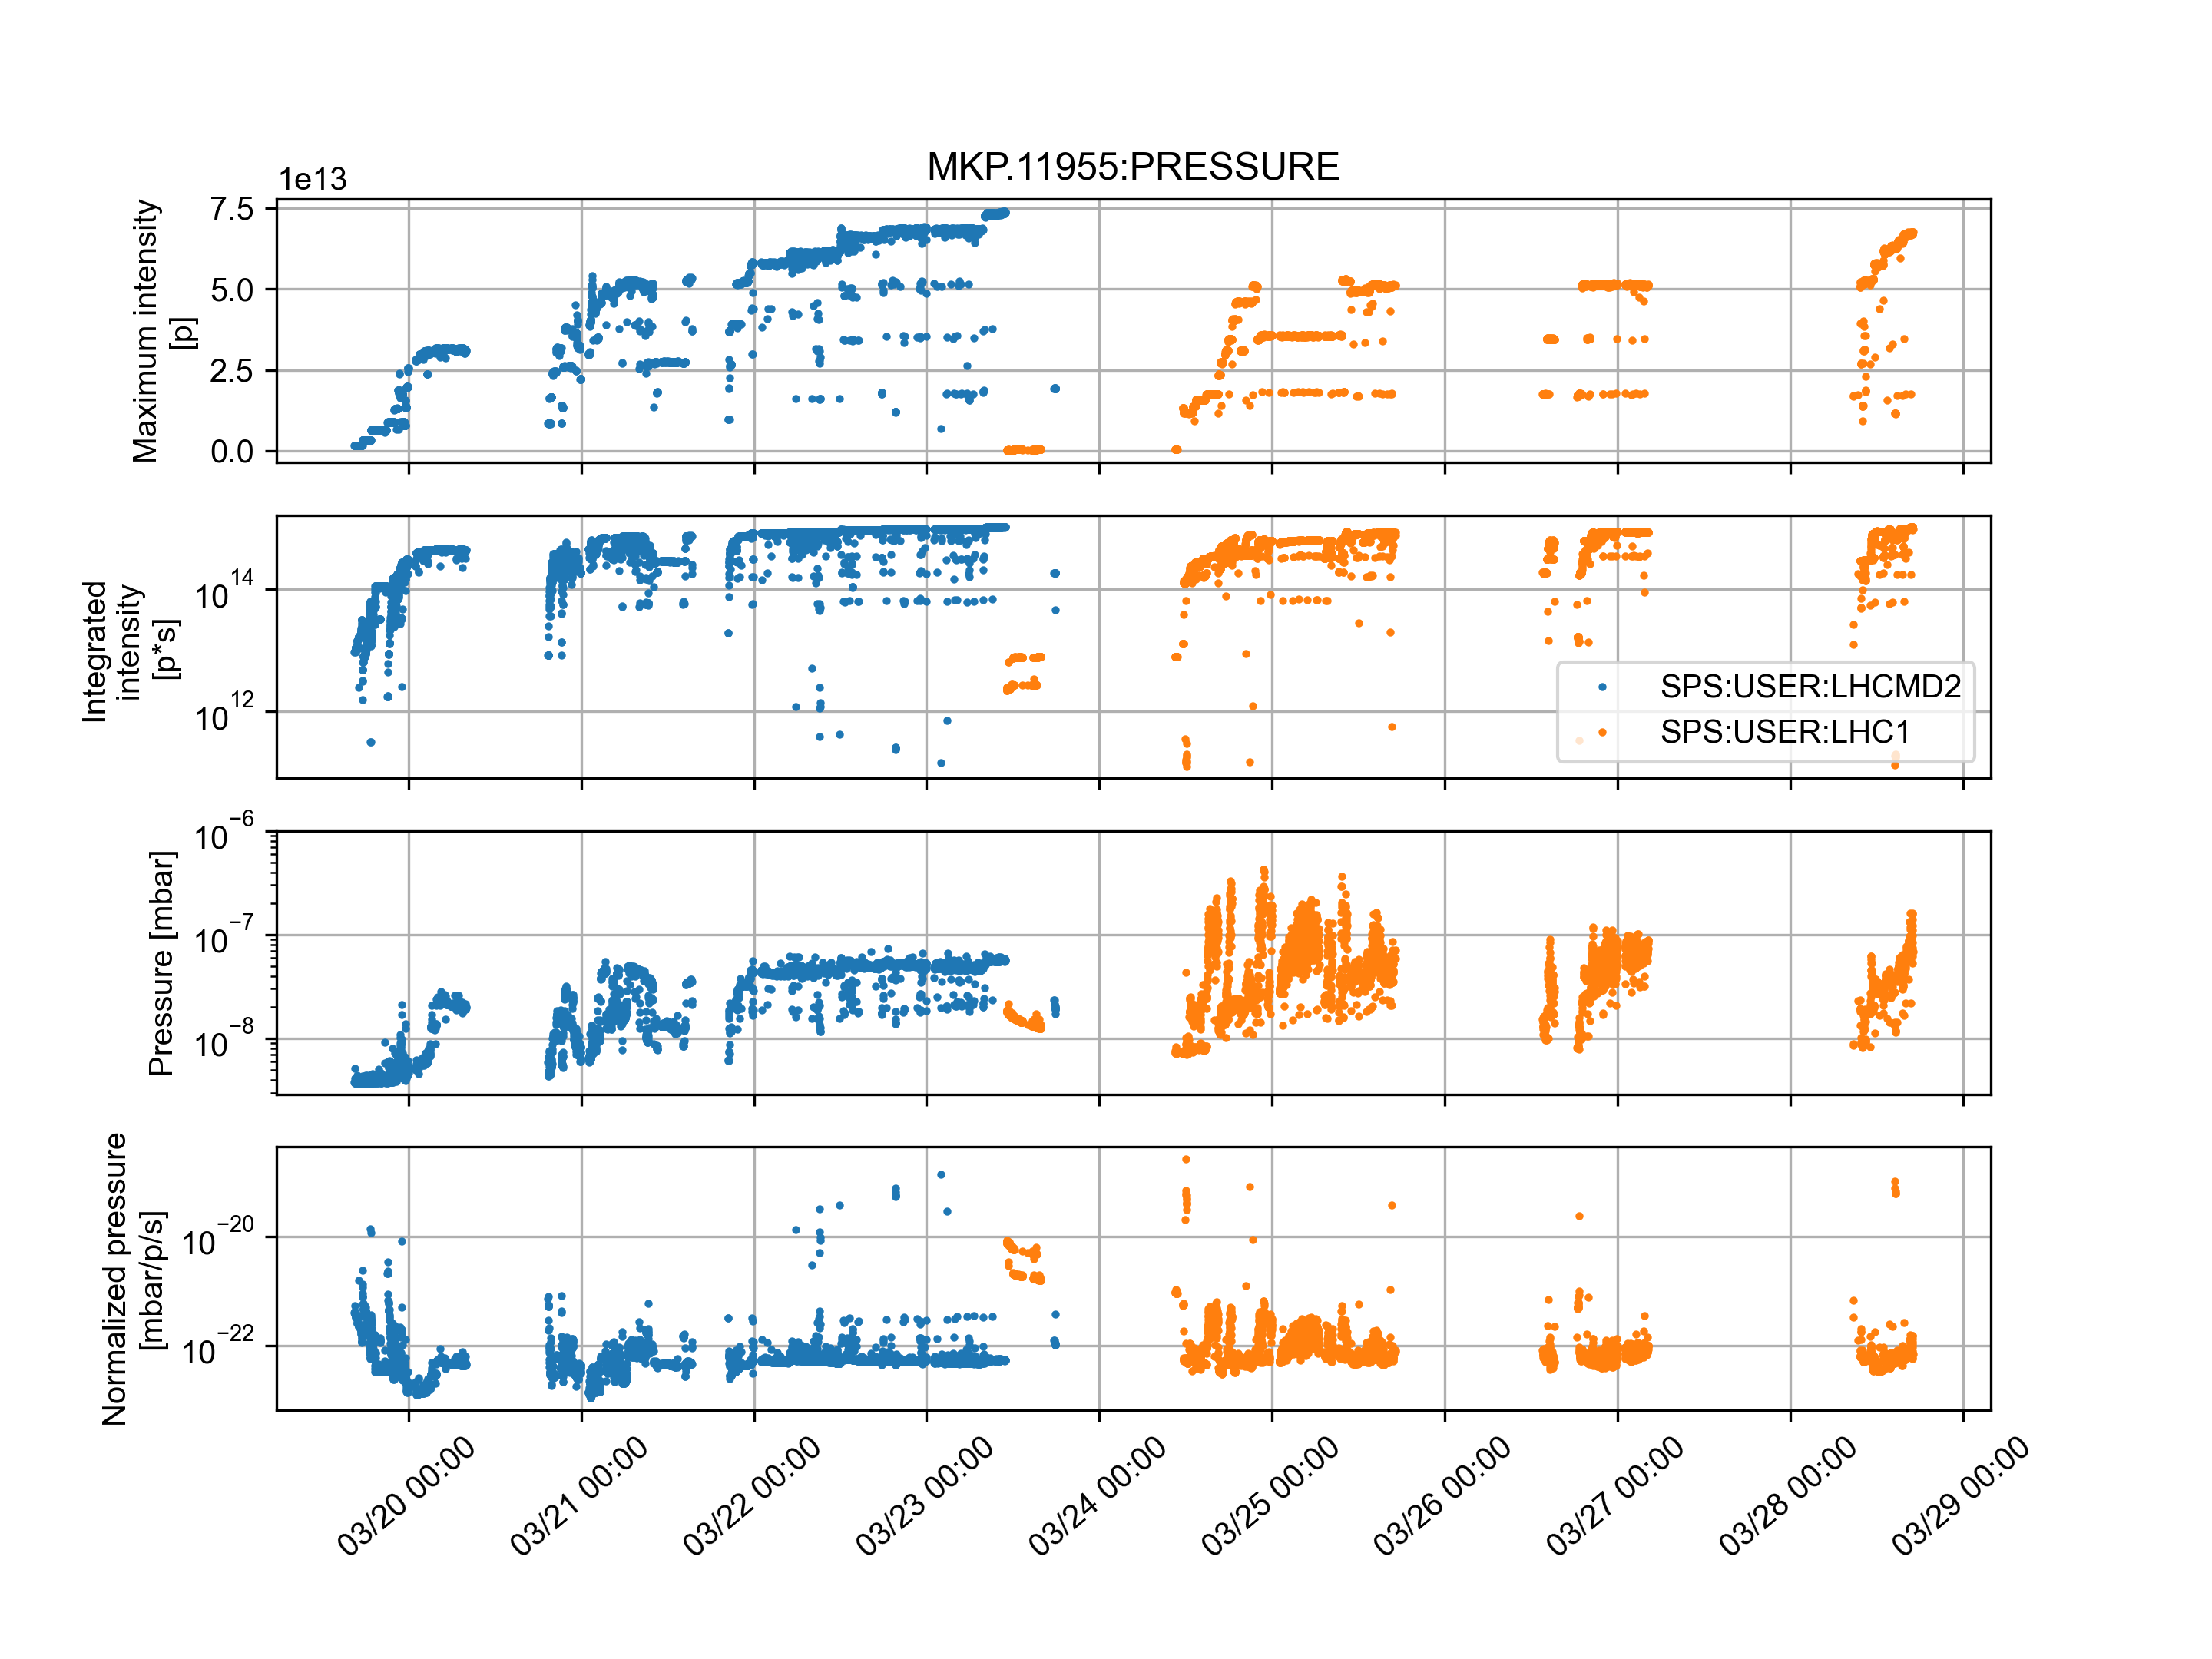 MKP.11955:PRESSURE
1e13
7.5
5.0
2.5
0.0
Maximum intensity
[p]
10^14
10^12
Integrated
intensity
[p*s]
SPS:USER:LHCMD2
SPS:USER:LHC1
10^−6
10^−7
10^−8
Pressure [mbar]
10^−20
10^−22
Normalized pressure
[mbar/p/s]
03/20 00:00
03/21 00:00
03/22 00:00
03/23 00:00
03/24 00:00
03/25 00:00
03/26 00:00
03/27 00:00
03/28 00:00
03/29 00:00